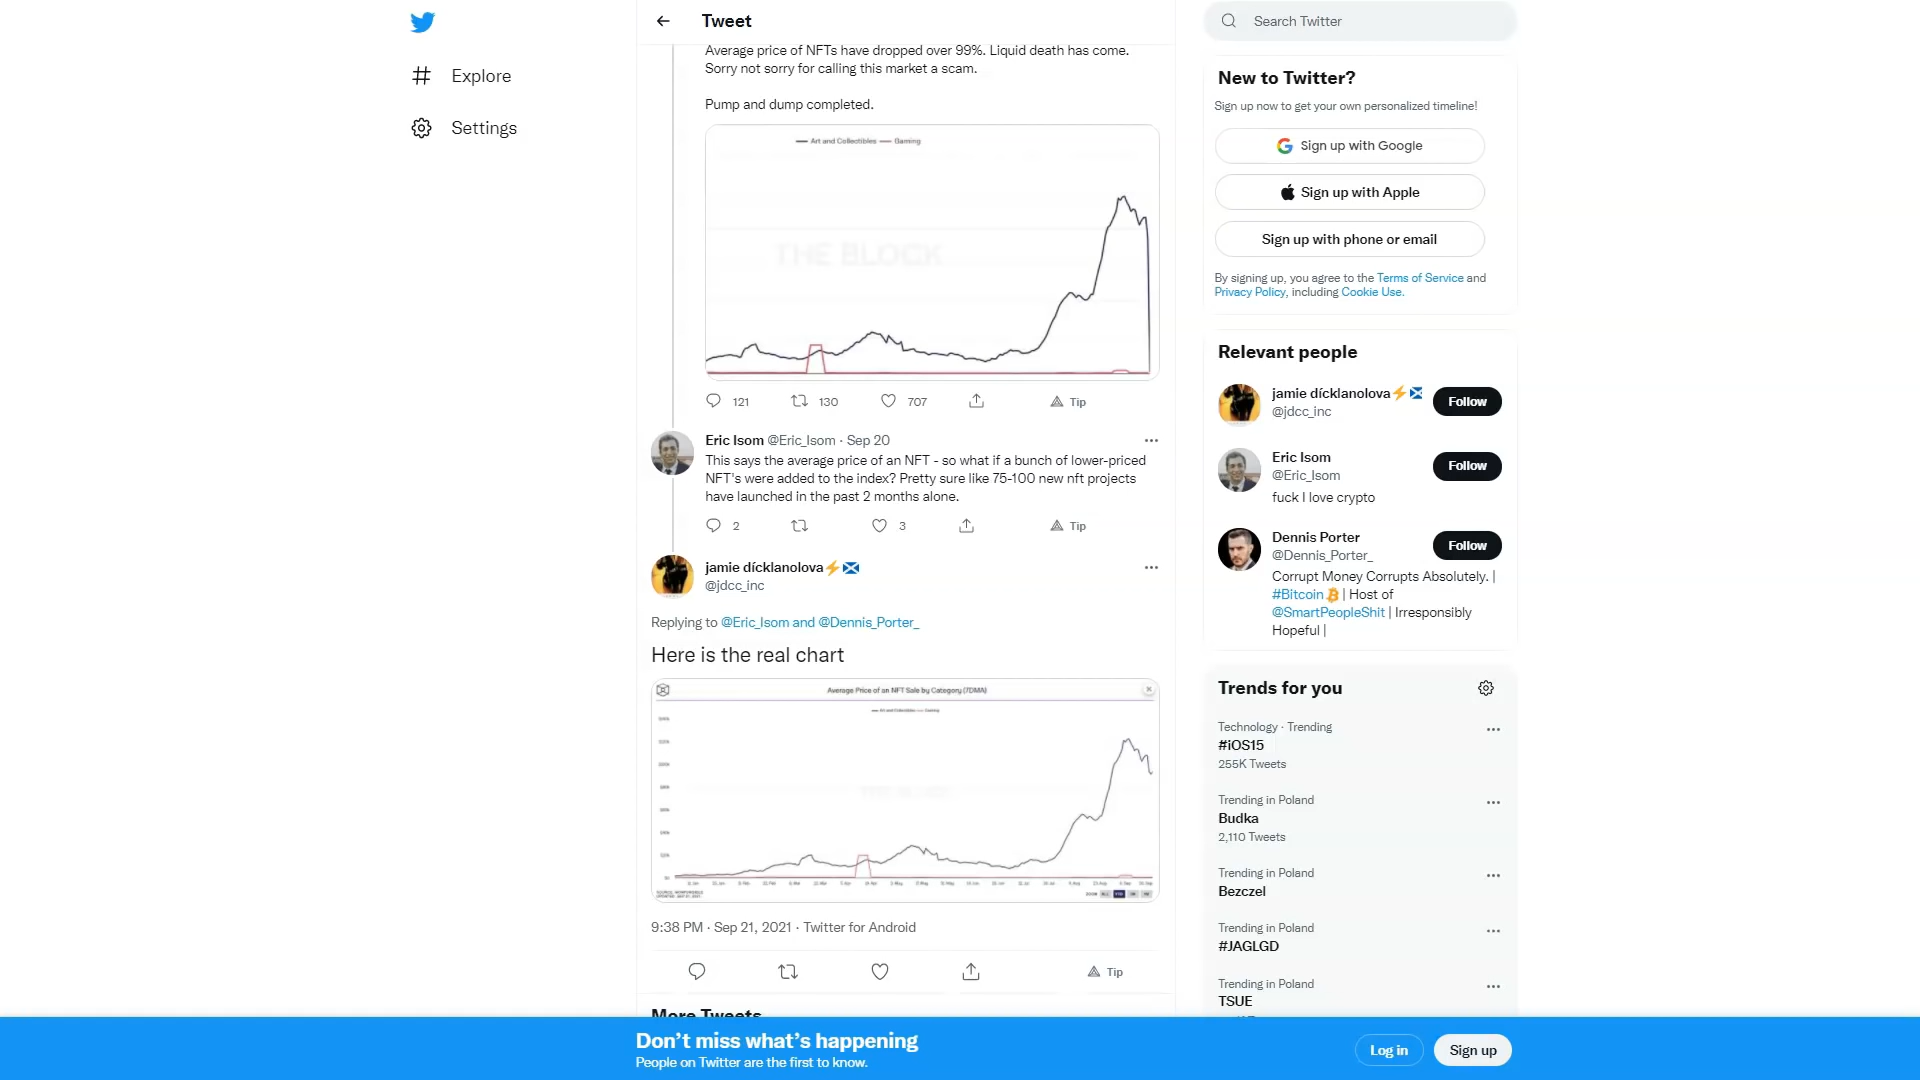 Tweet
Search Twitter
Explore
Settings
Average price of NFTs have dropped over 99%. Liquid death has come.
Sorry not sorry for calling this market a scam.
Pump and dump completed.
Art and Collectibles Gaming
THE BLOCK
121 130 707 Tip
Eric Isom @Eric_Isom · Sep 20
This says the average price of an NFT - so what if a bunch of lower-priced
NFT's were added to the index? Pretty sure like 75-100 new nft projects
have launched in the past 2 months alone.
2 3 Tip
jamie dícklanolova⚡🏴󠁧󠁢󠁳󠁣󠁴󠁿
@jdcc_inc
Replying to @Eric_Isom and @Dennis_Porter_
Here is the real chart
Average Price of an NFT Sale by Category (7DMA)
Art and Collectibles Gaming
9:38 PM · Sep 21, 2021 · Twitter for Android
Tip
More Tweets
New to Twitter?
Sign up now to get your own personalized timeline!
Sign up with Google
Sign up with Apple
Sign up with phone or email
By signing up, you agree to the Terms of Service and
Privacy Policy, including Cookie Use.
Relevant people
jamie dícklanolova⚡🏴󠁧󠁢󠁳󠁣󠁴󠁿
@jdcc_inc
Follow
Eric Isom
@Eric_Isom
Follow
fuck I love crypto
Dennis Porter
@Dennis_Porter_
Follow
Corrupt Money Corrupts Absolutely. |
#Bitcoin | Host of
@SmartPeopleShit | Irresponsibly
Hopeful |
Trends for you
Technology · Trending
#iOS15
255K Tweets
Trending in Poland
Budka
2,110 Tweets
Trending in Poland
Bezczel
Trending in Poland
#JAGLGD
Trending in Poland
TSUE
Don't miss what's happening
People on Twitter are the first to know.
Log in
Sign up